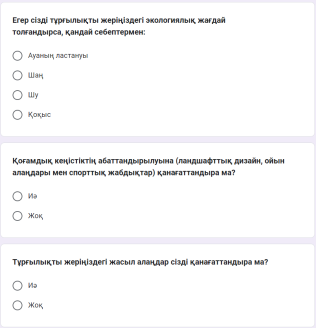 Егер сізді тұрғылықты жеріңіздегі экологиялық жағдай
толғандырса, қандай себептермен:
Ауаның ластануы
Шаң
Шу
Қоқыс
Қоғамдық кеңістіктің абаттандырылуына (ландшафттық дизайн, ойын
алаңдары мен спорттық жабдықтар) қанағаттандыра ма?
Иә
Жоқ
Тұрғылықты жеріңіздегі жасыл алаңдар сізді қанағаттандыра ма?
Иә
Жоқ